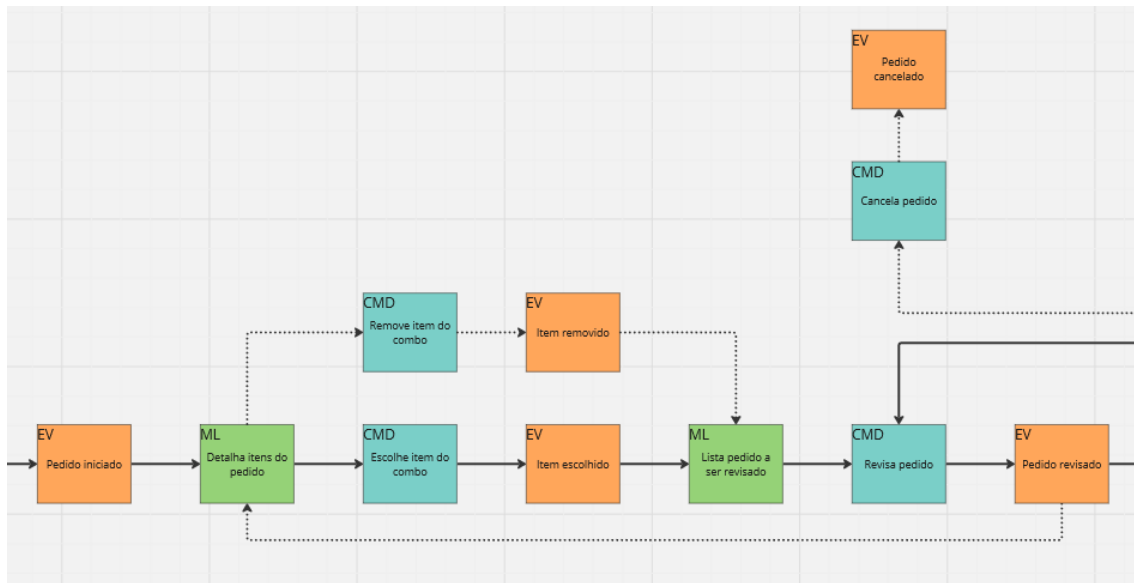 EV
Pedido
cancelado
CMD
Cancela pedido
CMD
Remove item do
combo
EV
Item removido
EV
Pedido iniciado
ML
Detalha itens do
pedido
CMD
Escolhe item do
combo
EV
Item escolhido
ML
Lista pedido a
ser revisado
CMD
Revisa pedido
EV
Pedido revisado